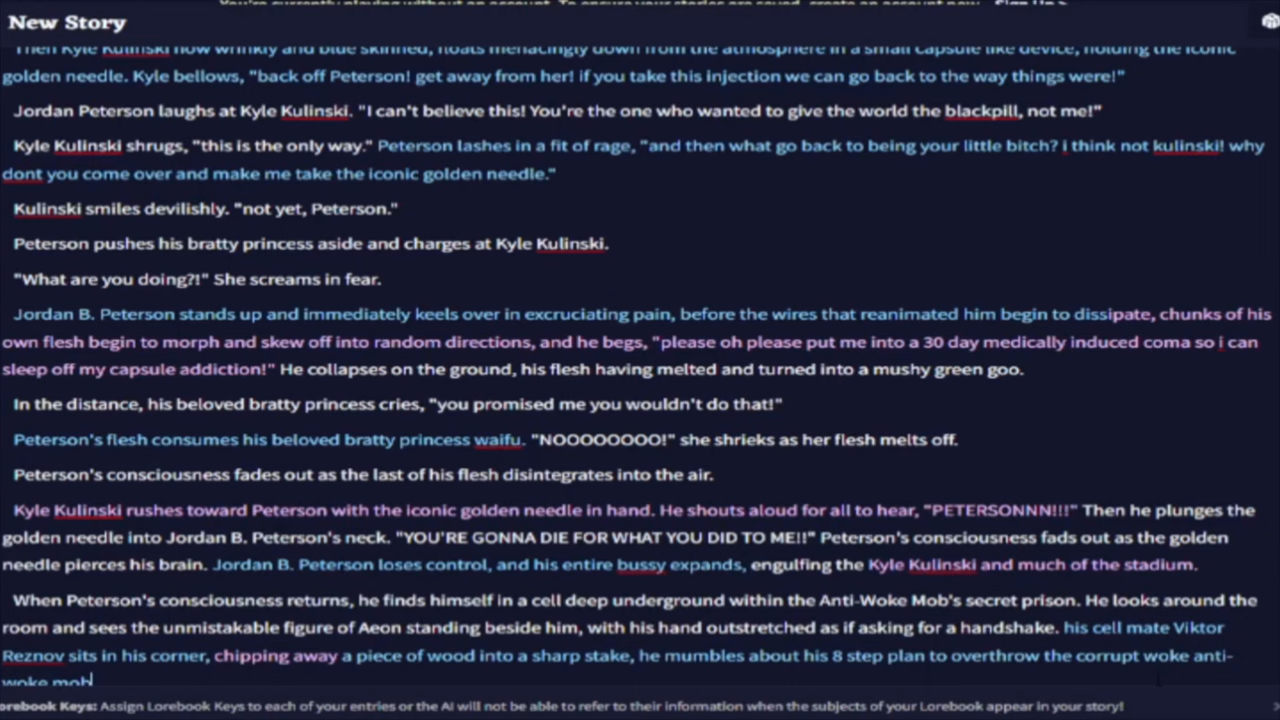 You're currently playing without an account. To ensure your stories are saved, create an account now. Sign Up >
New Story
Then Kyle Kulinski now wrinkly and blue skinned, floats menacingly down from the atmosphere in a small capsule like device, holding the iconic
golden needle. Kyle bellows, "back off Peterson! get away from her! if you take this injection we can go back to the way things were!"
Jordan Peterson laughs at Kyle Kulinski. "I can't believe this! You're the one who wanted to give the world the blackpill, not me!"
Kyle Kulinski shrugs, "this is the only way." Peterson lashes in a fit of rage, "and then what go back to being your little bitch? i think not kulinski! why
dont you come over and make me take the iconic golden needle."
Kulinski smiles devilishly. "not yet, Peterson."
Peterson pushes his bratty princess aside and charges at Kyle Kulinski.
"What are you doing?!" She screams in fear.
Jordan B. Peterson stands up and immediately keels over in excruciating pain, before the wires that reanimated him begin to dissipate, chunks of his
own flesh begin to morph and skew off into random directions, and he begs, "please oh please put me into a 30 day medically induced coma so i can
sleep off my capsule addiction!" He collapses on the ground, his flesh having melted and turned into a mushy green goo.
In the distance, his beloved bratty princess cries, "you promised me you wouldn't do that!"
Peterson's flesh consumes his beloved bratty princess waifu. "NOOOOOOOO!" she shrieks as her flesh melts off.
Peterson's consciousness fades out as the last of his flesh disintegrates into the air.
Kyle Kulinski rushes toward Peterson with the iconic golden needle in hand. He shouts aloud for all to hear, "PETERSONNN!!!" Then he plunges the
golden needle into Jordan B. Peterson's neck. "YOU'RE GONNA DIE FOR WHAT YOU DID TO ME!!" Peterson's consciousness fads out as the golden
needle pierces his brain. Jordan B. Peterson loses control, and his entire bussy expands, engulfing the Kyle Kulinski and much of the stadium.
When Peterson's consciousness returns, he finds himself in a cell deep underground within the Anti-Woke Mob's secret prison. He looks around the
room and sees the unmistakable figure of Aeon standing beside him, with his hand outstretched as if asking for a handshake. his cell mate Viktor
Reznov sits in his corner, chipping away a piece of wood into a sharp stake, he mumbles about his 8 step plan to overthrow the corrupt woke anti-
woke mob
orebook Keys: Assign Lorebook Keys to each of your entries or the AI will not be able to refer to their information when the subjects of your Lorebook appear in your story!